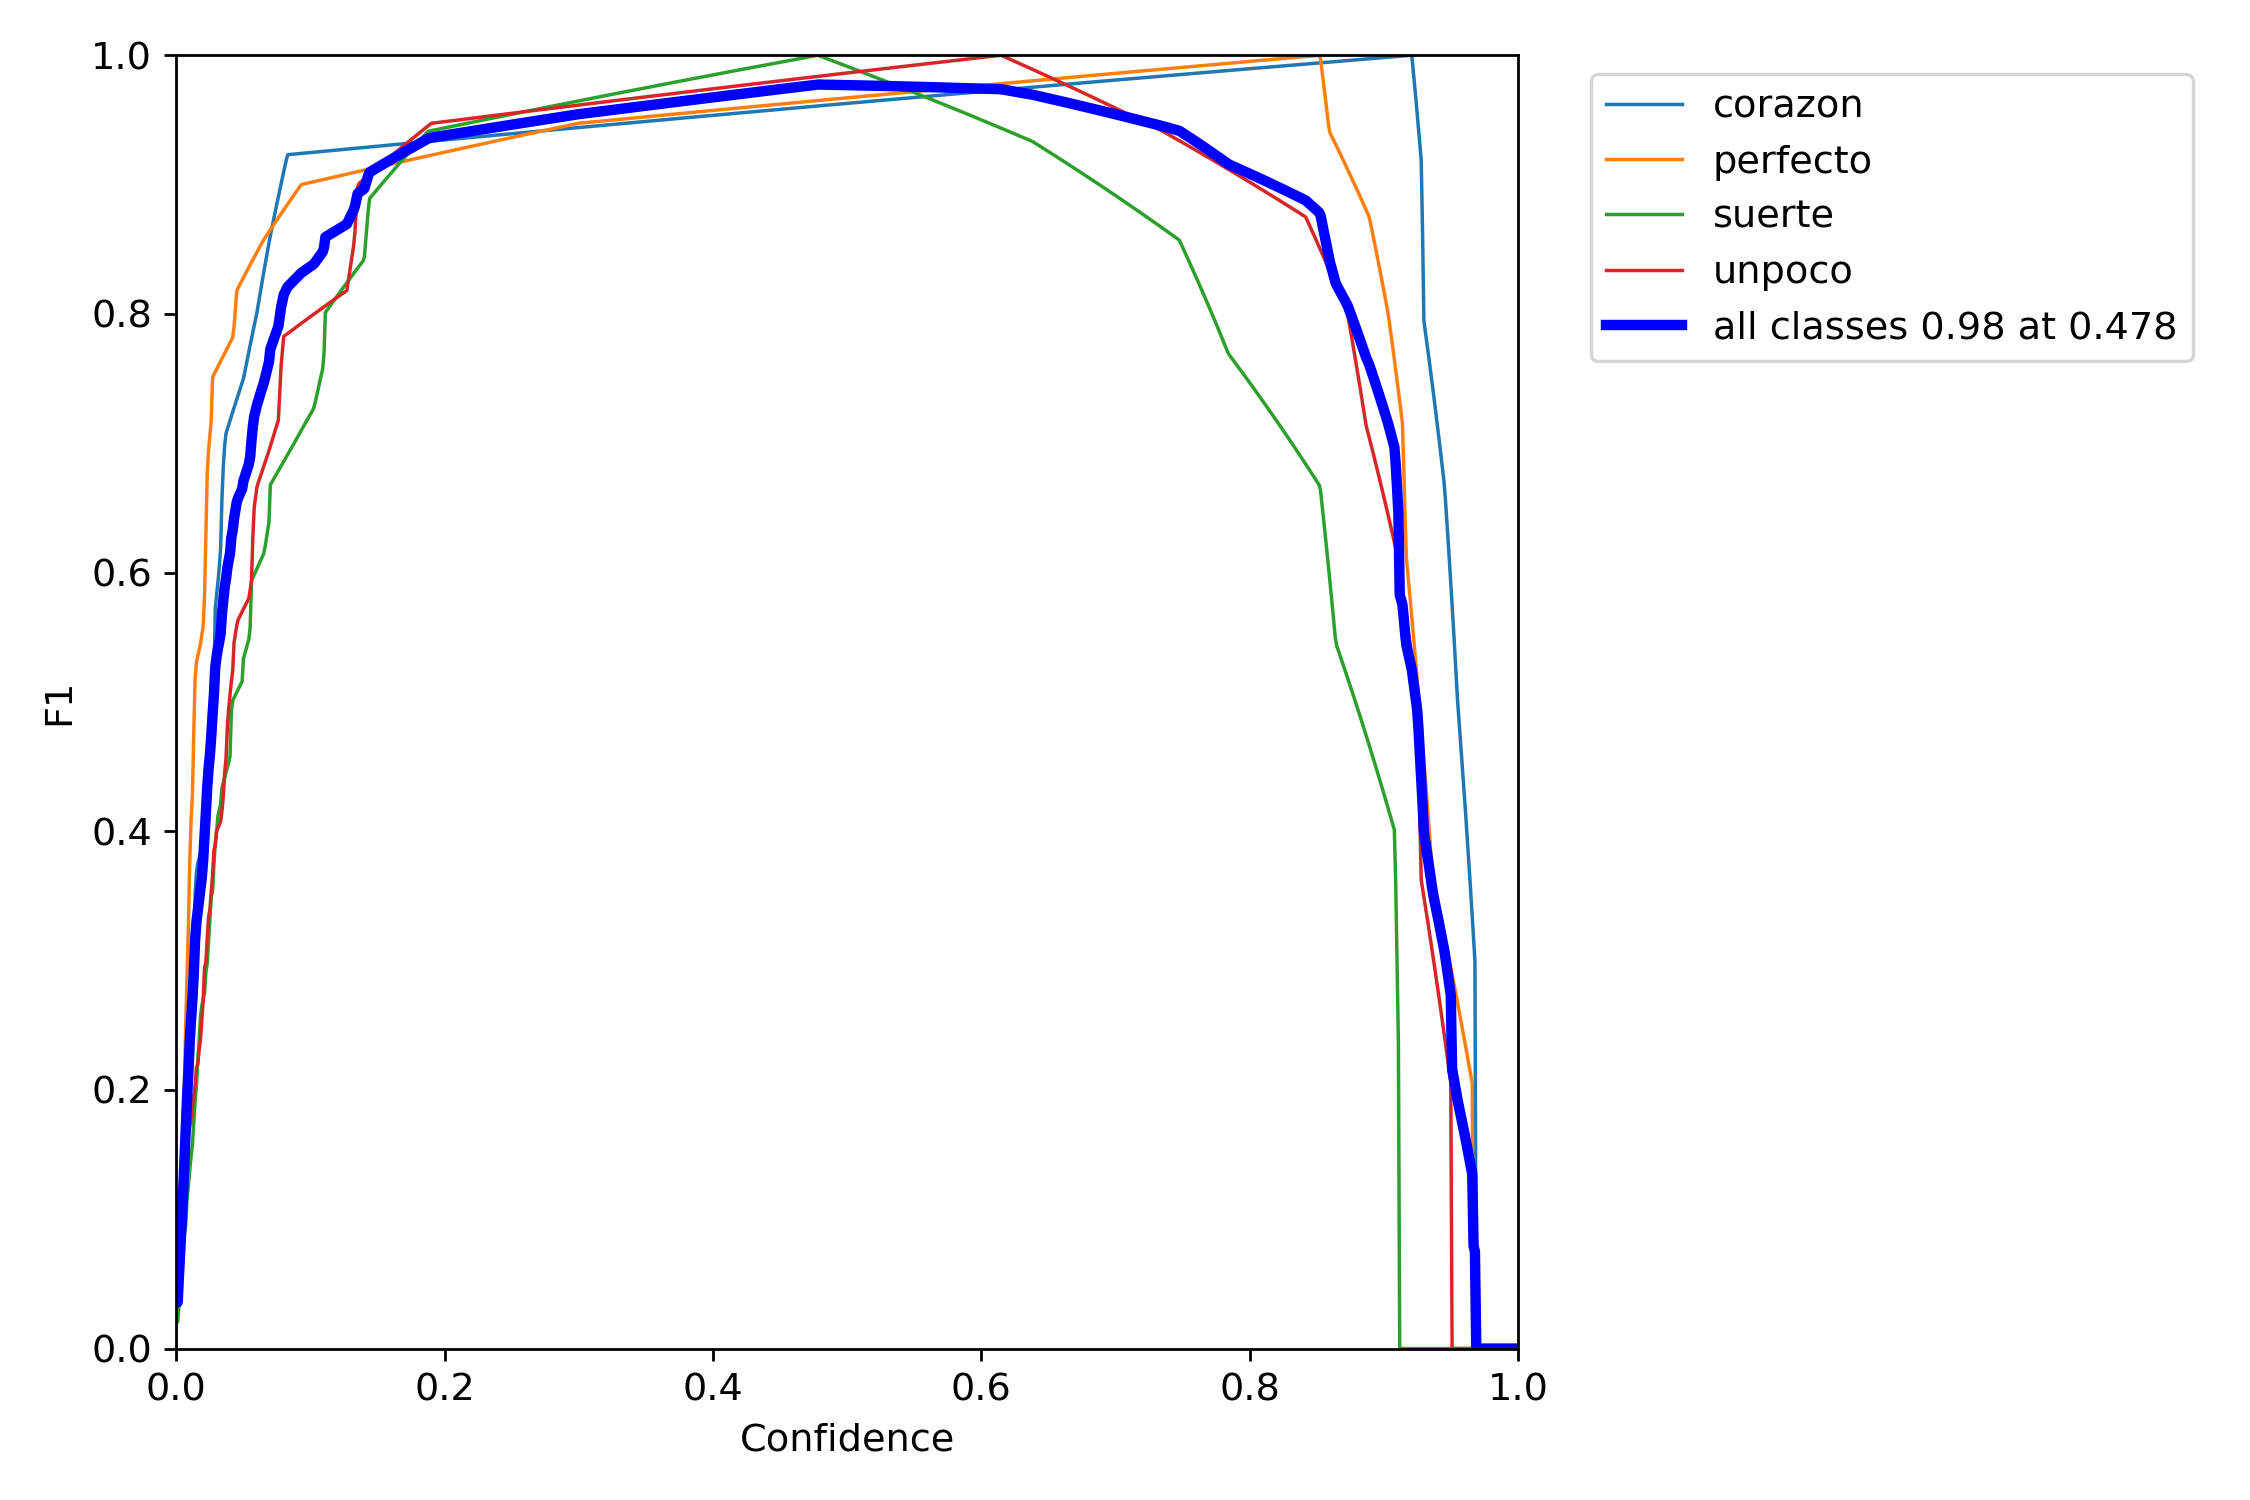 1.0
0.8
0.6
0.4
0.2
0.0
F1
0.0 0.2 0.4 0.6 0.8 1.0
Confidence
corazon
perfecto
suerte
unpoco
all classes 0.98 at 0.478